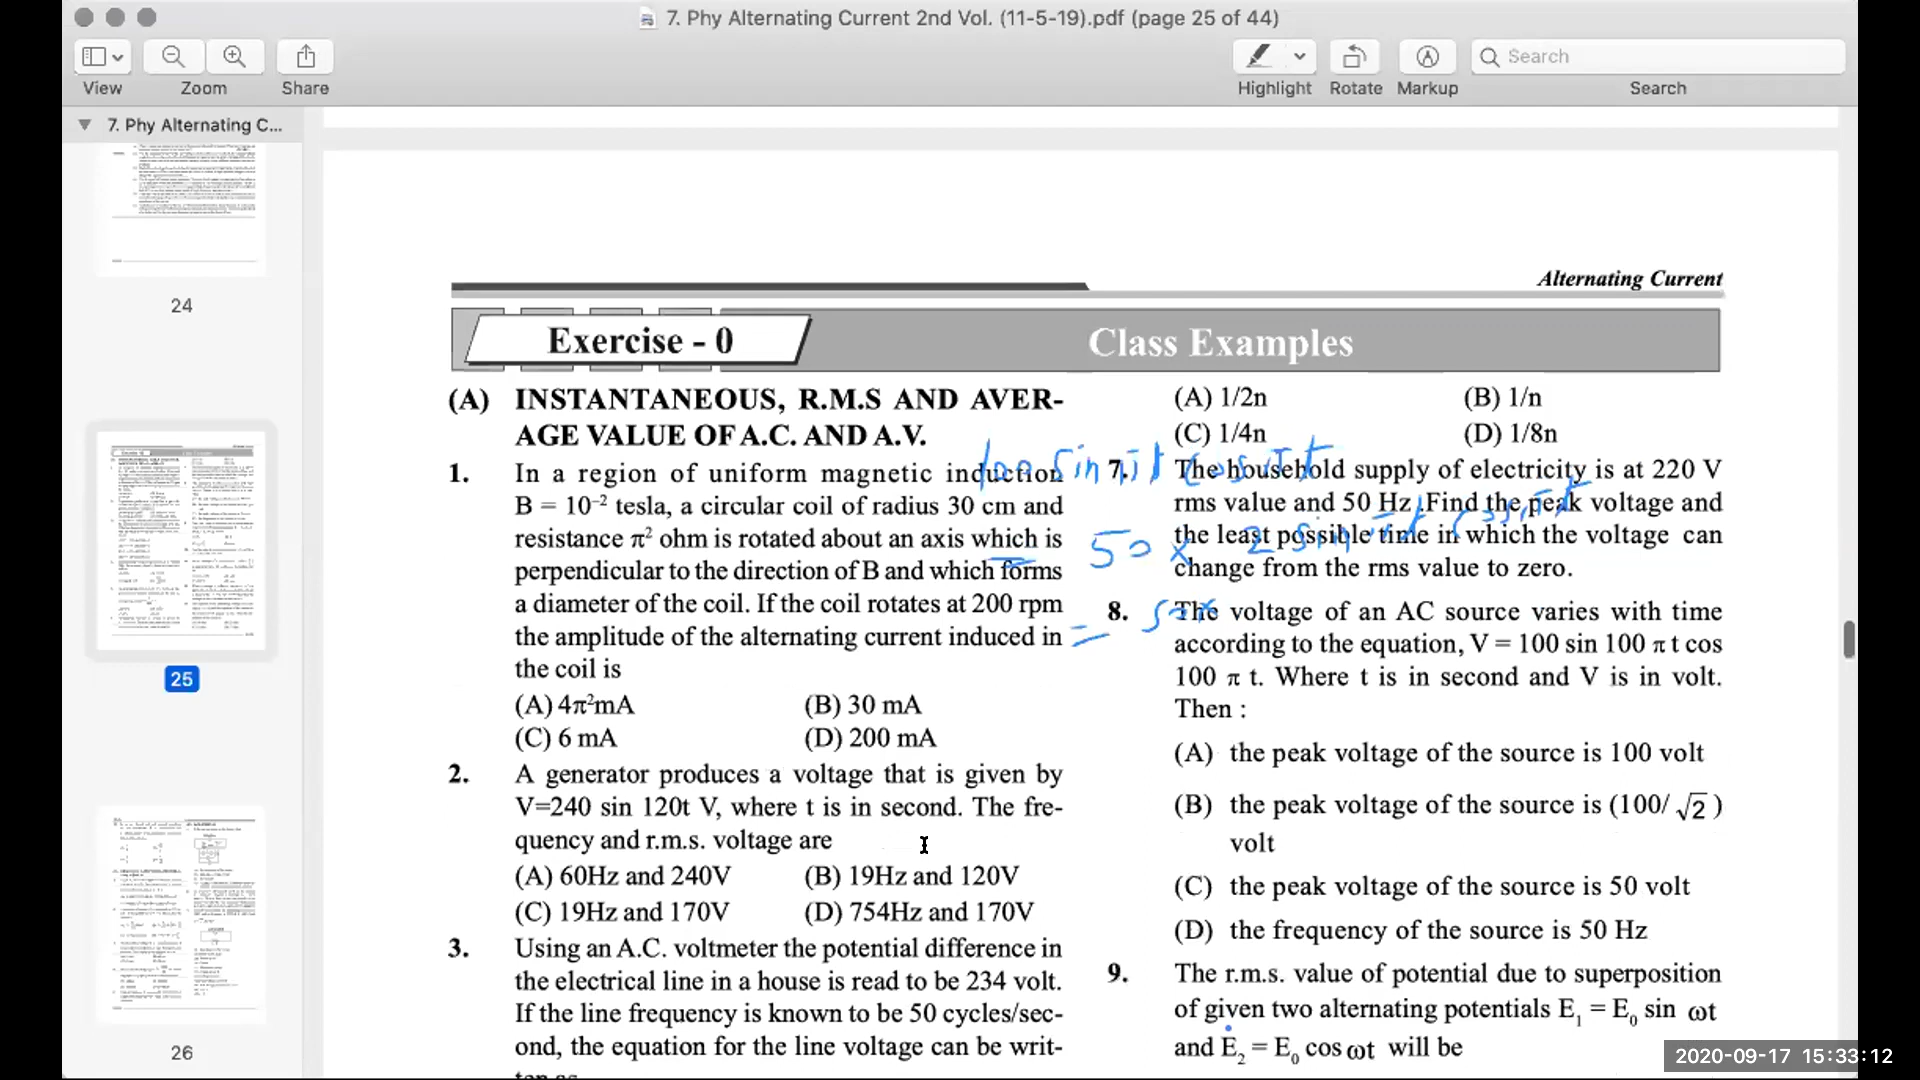 7. Phy Alternating Current 2nd Vol. (11-5-19).pdf (page 25 of 44)
View
Zoom
Share
Highlight
Rotate
Markup
Search
Search
7. Phy Alternating C...
24
25
26
Alternating Current
Exercise - 0
Class Examples
(A) INSTANTANEOUS, R.M.S AND AVER-
AGE VALUE OF A.C. AND A.V.
1. In a region of uniform magnetic induction
B = 10⁻² tesla, a circular coil of radius 30 cm and
resistance π² ohm is rotated about an axis which is
perpendicular to the direction of B and which forms
a diameter of the coil. If the coil rotates at 200 rpm
the amplitude of the alternating current induced in
the coil is
(A) 4π²mA (B) 30 mA
(C) 6 mA (D) 200 mA
2. A generator produces a voltage that is given by
V=240 sin 120t V, where t is in second. The fre-
quency and r.m.s. voltage are
(A) 60Hz and 240V (B) 19Hz and 120V
(C) 19Hz and 170V (D) 754Hz and 170V
3. Using an A.C. voltmeter the potential difference in
the electrical line in a house is read to be 234 volt.
If the line frequency is known to be 50 cycles/sec-
ond, the equation for the line voltage can be writ-
(A) 1/2n (B) 1/n
(C) 1/4n (D) 1/8n
7. The household supply of electricity is at 220 V
rms value and 50 Hz. Find the peak voltage and
the least possible time in which the voltage can
change from the rms value to zero.
8. The voltage of an AC source varies with time
according to the equation, V = 100 sin 100 π t cos
100 π t. Where t is in second and V is in volt.
Then :
(A) the peak voltage of the source is 100 volt
(B) the peak voltage of the source is (100/√2)
volt
(C) the peak voltage of the source is 50 volt
(D) the frequency of the source is 50 Hz
9. The r.m.s. value of potential due to superposition
of given two alternating potentials E₁ = E₀ sin ωt
and E₂ = E₀ cos ωt will be
100 sin πt cos πt
= 50 x 2 sin πt cos πt
= 50x
2020-09-17 15:33:12